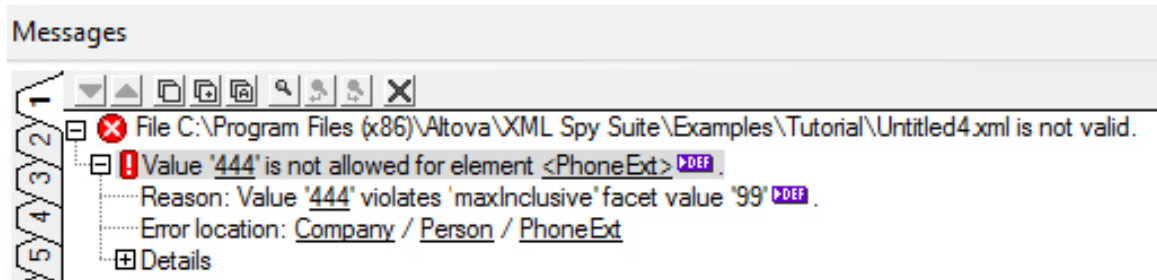 Messages
1
File C:\Program Files (x86)\Altova\XML Spy Suite\Examples\Tutorial\Untitled4.xml is not valid.
2
Value '444' is not allowed for element <PhoneExt> DEF .
3
Reason: Value '444' violates 'maxInclusive' facet value '99' DEF .
4
Error location: Company / Person / PhoneExt
5
Details